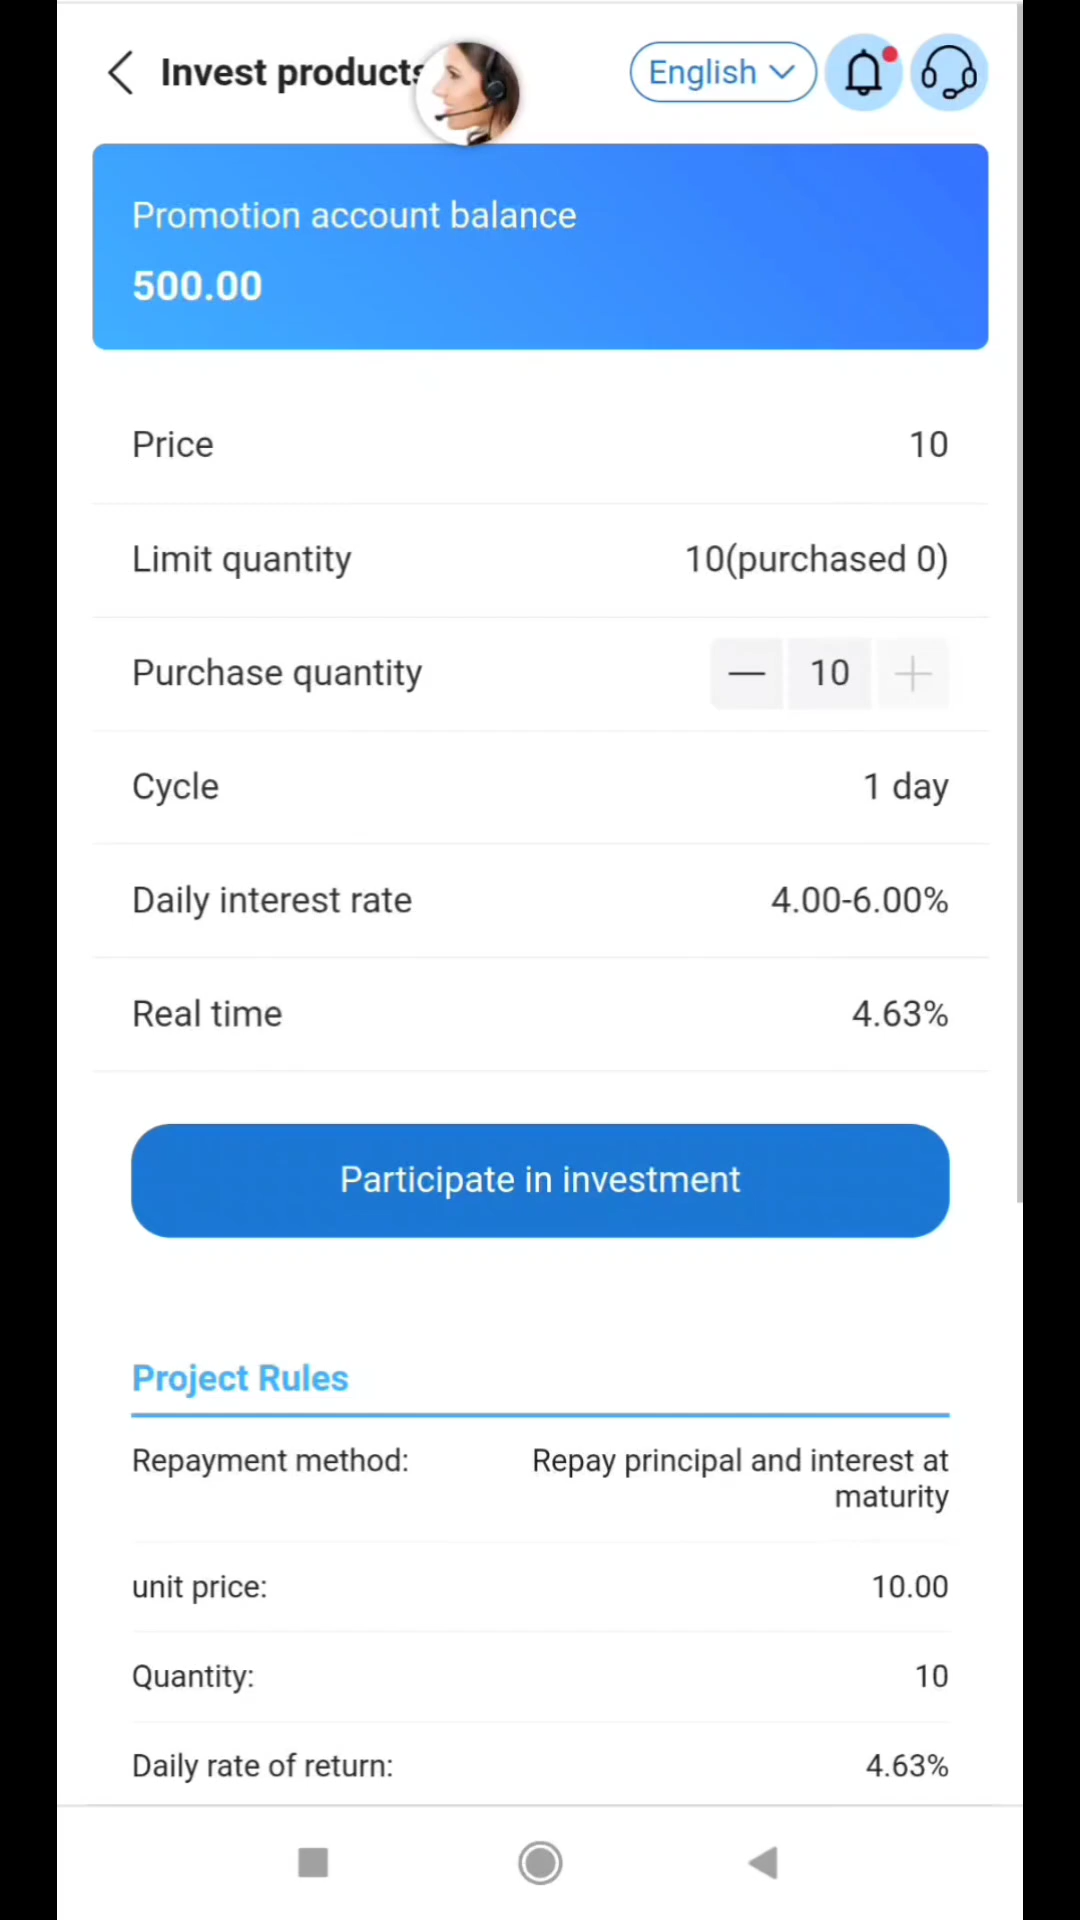 Invest products
English
Promotion account balance
500.00
Price 10
Limit quantity 10(purchased 0)
Purchase quantity — 10 +
Cycle 1 day
Daily interest rate 4.00-6.00%
Real time 4.63%
Participate in investment
Project Rules
Repayment method: Repay principal and interest at
maturity
unit price: 10.00
Quantity: 10
Daily rate of return: 4.63%